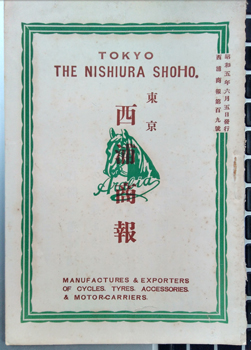 TOKYO
THE NISHIURA SHOHO.
東京
西浦商報
Arabia
昭和五年六月五日發行
西浦商報第百九號
MANUFACTURES & EXPORTERS
OF CYCLES, TYRES, ACCESSORIES,
& MOTOR-CARRIERS